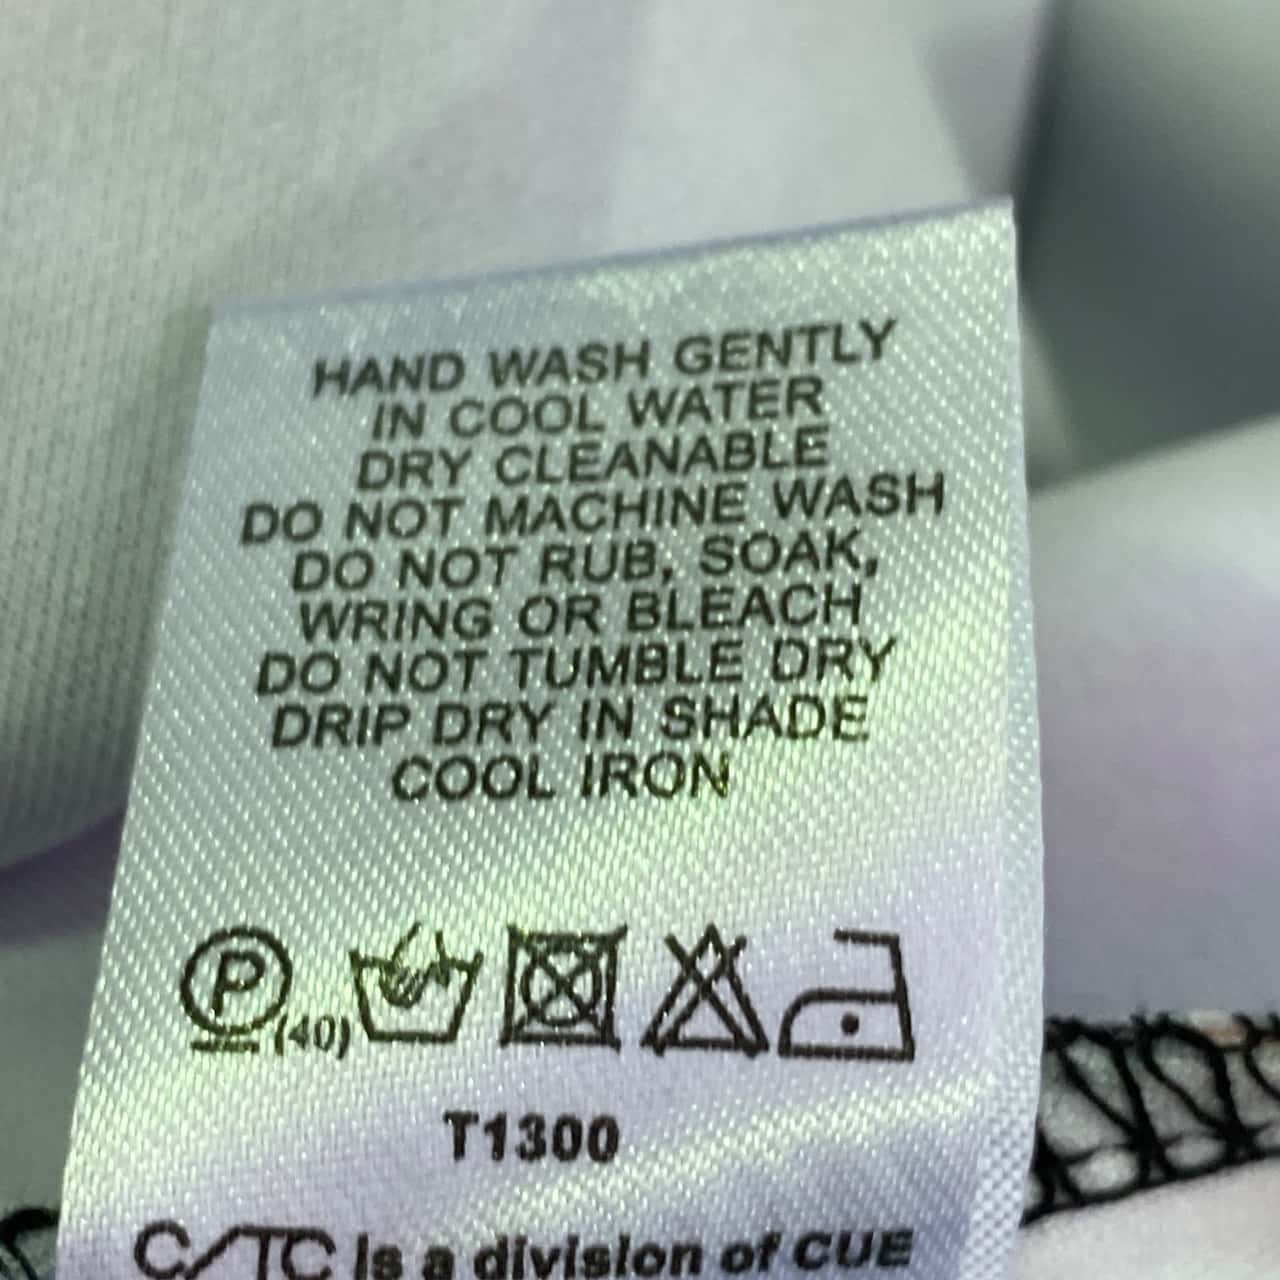 HAND WASH GENTLY
IN COOL WATER
DRY CLEANABLE
DO NOT MACHINE WASH
DO NOT RUB, SOAK,
WRING OR BLEACH
DO NOT TUMBLE DRY
DRIP DRY IN SHADE
COOL IRON
P (40)
T1300
C/TC is a division of CUE